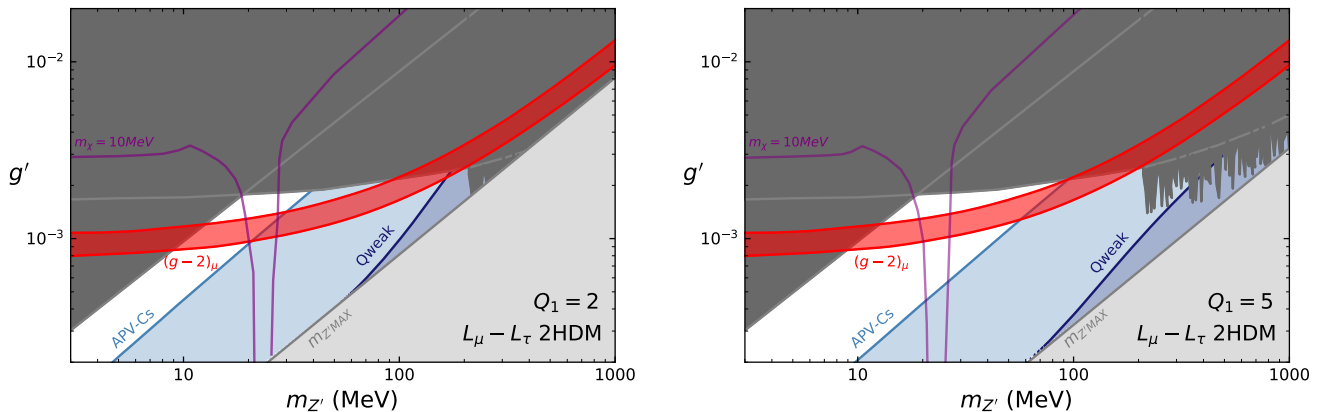 10⁻²
10⁻³
g′
m_χ = 10MeV
(g − 2)_μ
APV-Cs
Qweak
m_Z′MAX
Q₁ = 2
L_μ − L_τ 2HDM
10
100
1000
m_Z′ (MeV)
10⁻²
10⁻³
g′
m_χ = 10MeV
(g − 2)_μ
APV-Cs
Qweak
m_Z′MAX
Q₁ = 5
L_μ − L_τ 2HDM
10
100
1000
m_Z′ (MeV)